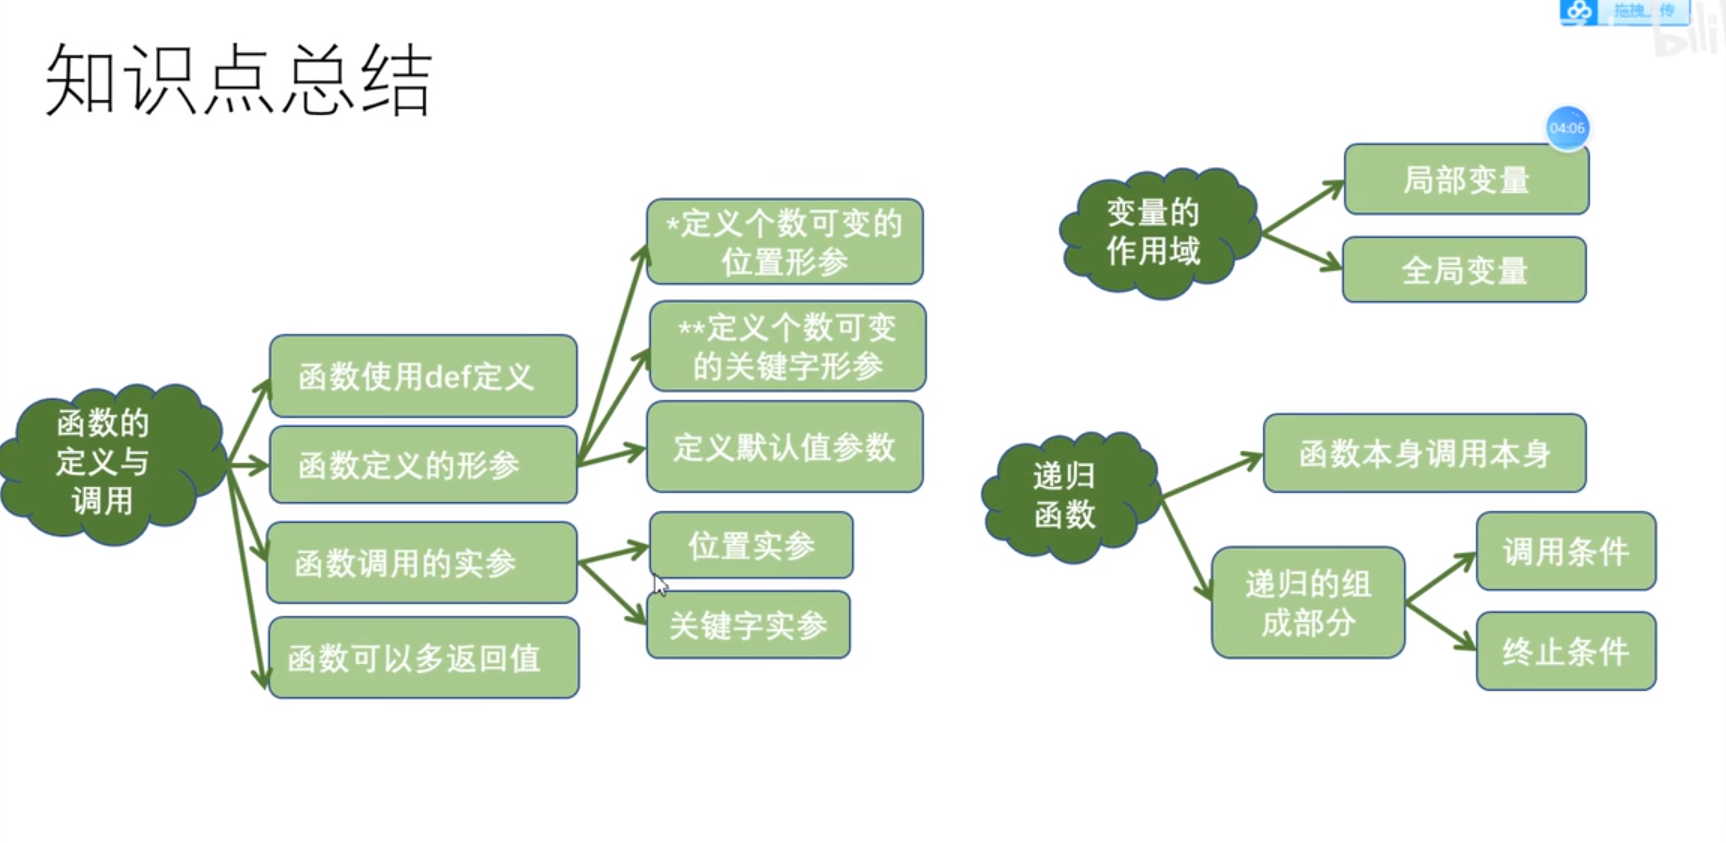 拖拽
传
bili
知识点总结
04:06
函数的
定义与
调用
函数使用def定义
函数定义的形参
函数调用的实参
函数可以多返回值
*定义个数可变的
位置形参
**定义个数可变
的关键字形参
定义默认值参数
位置实参
关键字实参
变量的
作用域
局部变量
全局变量
递归
函数
函数本身调用本身
递归的组
成部分
调用条件
终止条件